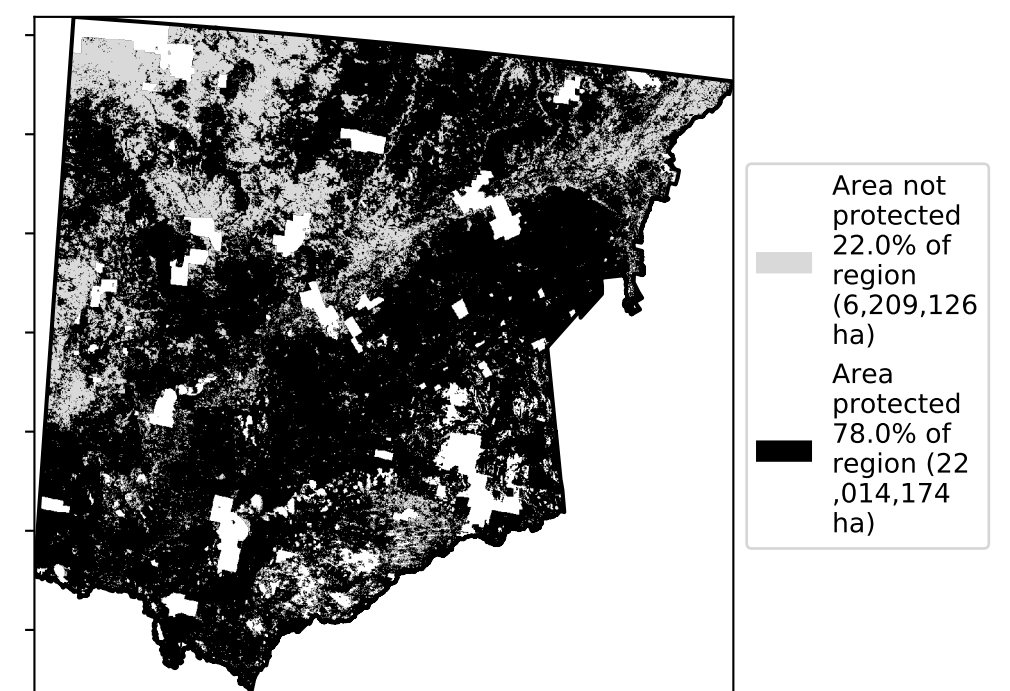 Area not
protected
22.0% of
region
(6,209,126
ha)
Area
protected
78.0% of
region (22
,014,174
ha)